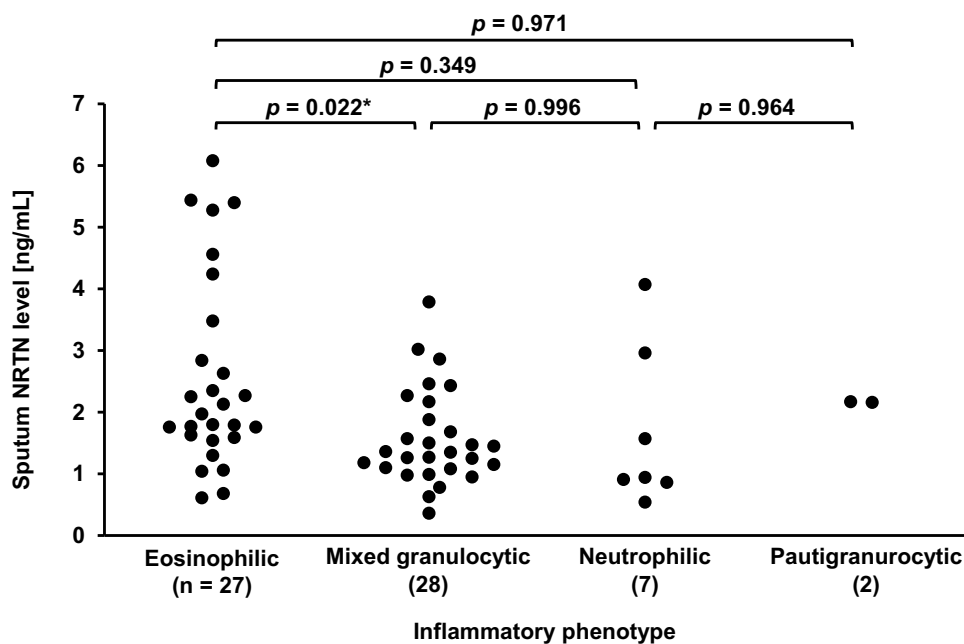 p = 0.971
p = 0.349
p = 0.022*
p = 0.996
p = 0.964
7
6
5
4
3
2
1
0
Sputum NRTN level [ng/mL]
Eosinophilic
(n = 27)
Mixed granulocytic
(28)
Neutrophilic
(7)
Pautigranurocytic
(2)
Inflammatory phenotype